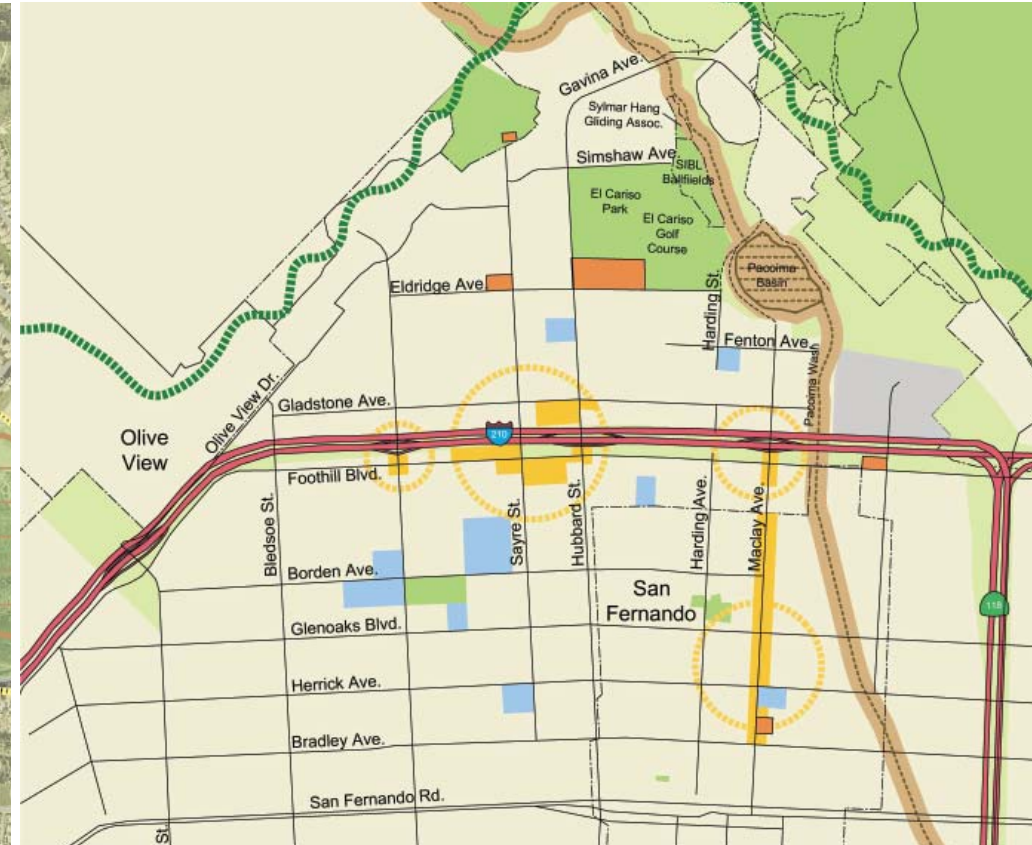 Gavina Ave.
Sylmar Hang
Gliding Assoc.
Simshaw Ave.
SIBL
Ballfiields
El Cariso
Park
El Cariso
Golf
Course
Pacoima
Basin
Eldridge Ave.
Harding St.
Fenton Ave.
Pacoima Wash
Olive View Dr.
Gladstone Ave.
Olive
View
210
Foothill Blvd.
Bledsoe St.
Sayre St.
Hubbard St.
Harding Ave.
Maclay Ave.
Borden Ave.
San
Fernando
118
Glenoaks Blvd.
Herrick Ave.
Bradley Ave.
San Fernando Rd.
St.